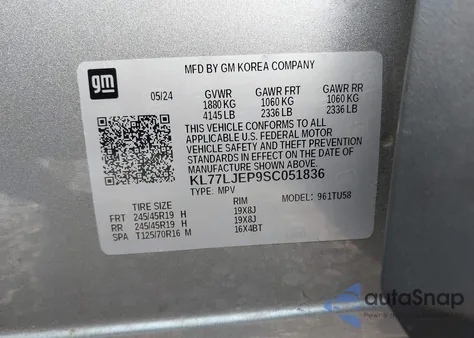 MFD BY GM KOREA COMPANY
gm
05/24 GVWR GAWR FRT GAWR RR
1880 KG 1060 KG 1060 KG
4145 LB 2336 LB 2336 LB
THIS VEHICLE CONFORMS TO ALL
APPLICABLE U.S. FEDERAL MOTOR
VEHICLE SAFETY AND THEFT PREVENTION
STANDARDS IN EFFECT ON THE DATE OF
MANUFACTURE SHOWN ABOVE.
KL77LJEP9SC051836
TYPE: MPV MODEL: 961TU58
TIRE SIZE RIM
FRT 245/45R19 H 19X8J
RR 245/45R19 H 19X8J
SPA T125/70R16 M 16X4BT
autoSnap